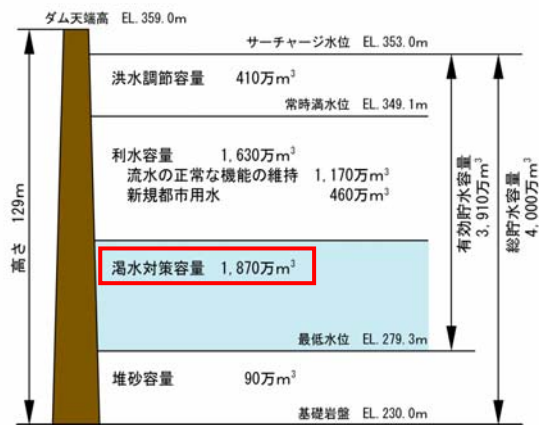 ダム天端高 EL.359.0m
サーチャージ水位 EL.353.0m
洪水調節容量 410万m³
常時満水位 EL.349.1m
利水容量 1,630万m³
流水の正常な機能の維持 1,170万m³
新規都市用水 460万m³
渇水対策容量 1,870万m³
最低水位 EL.279.3m
堆砂容量 90万m³
基礎岩盤 EL.230.0m
高さ 129m
有効貯水容量
3,910万m³
総貯水容量
4,000万m³